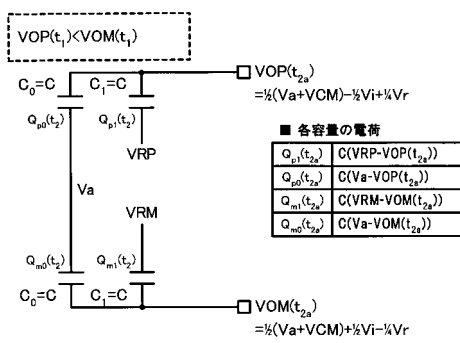 VOP(t₁)<VOM(t₁)
C₀=C C₁=C
VOP(t₂ₐ)
=½(Va+VCM)-½Vi+¼Vr
Qₚ₀(t₂) Qₚ₁(t₂)
VRP
■ 各容量の電荷
Qₚ₁(t₂ₐ) C(VRP-VOP(t₂ₐ))
Qₚ₀(t₂ₐ) C(Va-VOP(t₂ₐ))
Qₘ₁(t₂ₐ) C(VRM-VOM(t₂ₐ))
Qₘ₀(t₂ₐ) C(Va-VOM(t₂ₐ))
Va
VRM
Qₘ₀(t₂) Qₘ₁(t₂)
C₀=C C₁=C
VOM(t₂ₐ)
=½(Va+VCM)+½Vi-¼Vr